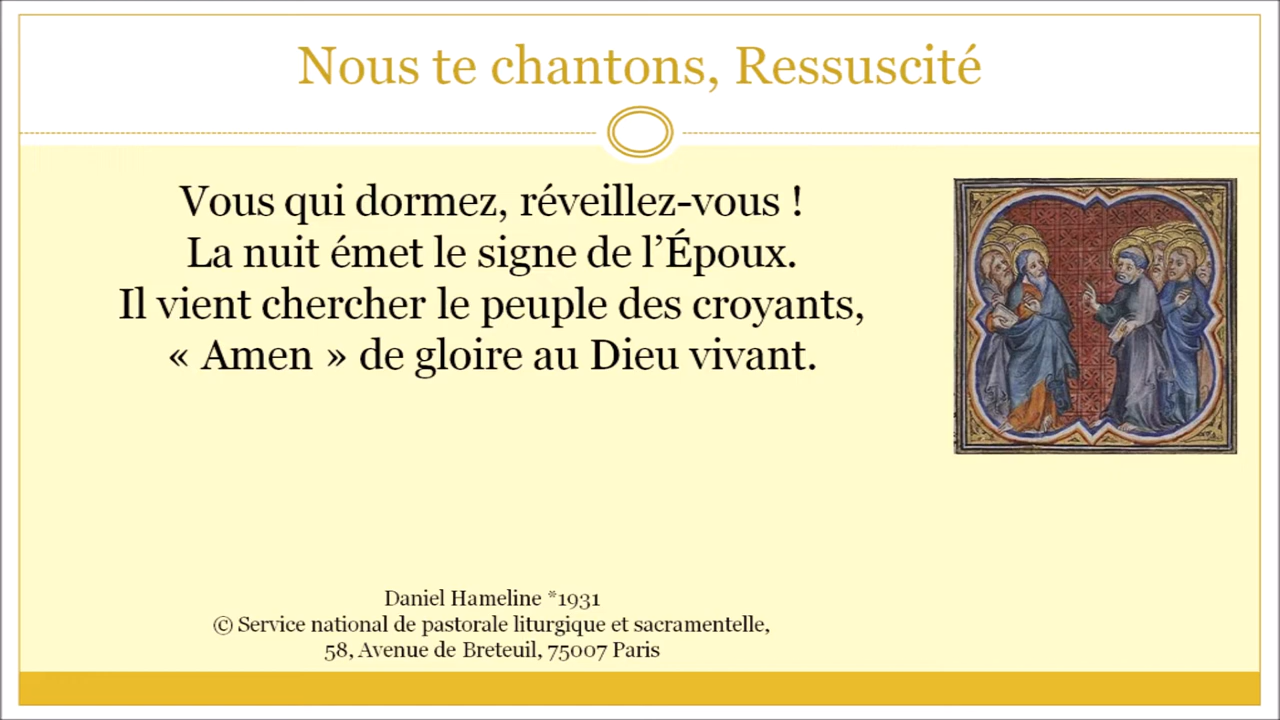 Nous te chantons, Ressuscité
Vous qui dormez, réveillez-vous !
La nuit émet le signe de l’Époux.
Il vient chercher le peuple des croyants,
« Amen » de gloire au Dieu vivant.
Daniel Hameline *1931
© Service national de pastorale liturgique et sacramentelle,
58, Avenue de Breteuil, 75007 Paris